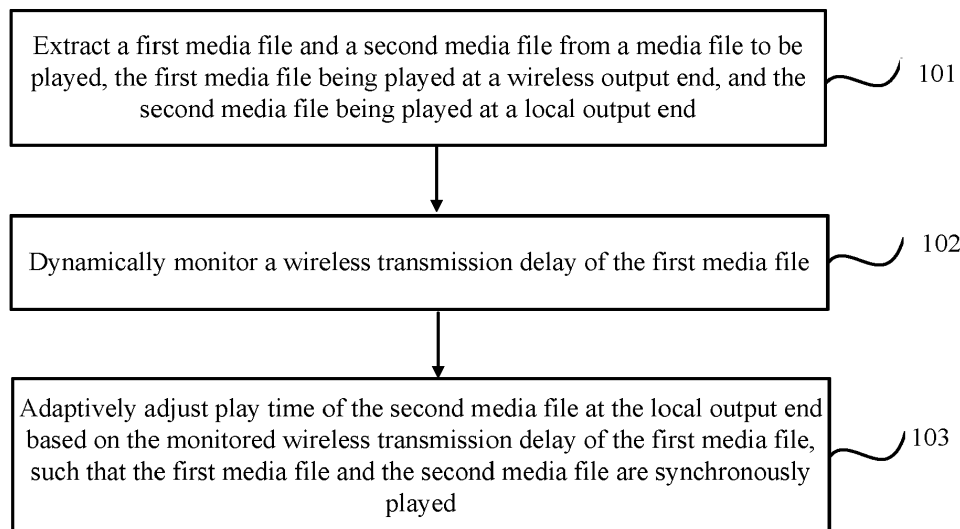 Extract a first media file and a second media file from a media file to be
played, the first media file being played at a wireless output end, and the
second media file being played at a local output end
101
Dynamically monitor a wireless transmission delay of the first media file
102
Adaptively adjust play time of the second media file at the local output end
based on the monitored wireless transmission delay of the first media file,
such that the first media file and the second media file are synchronously
played
103